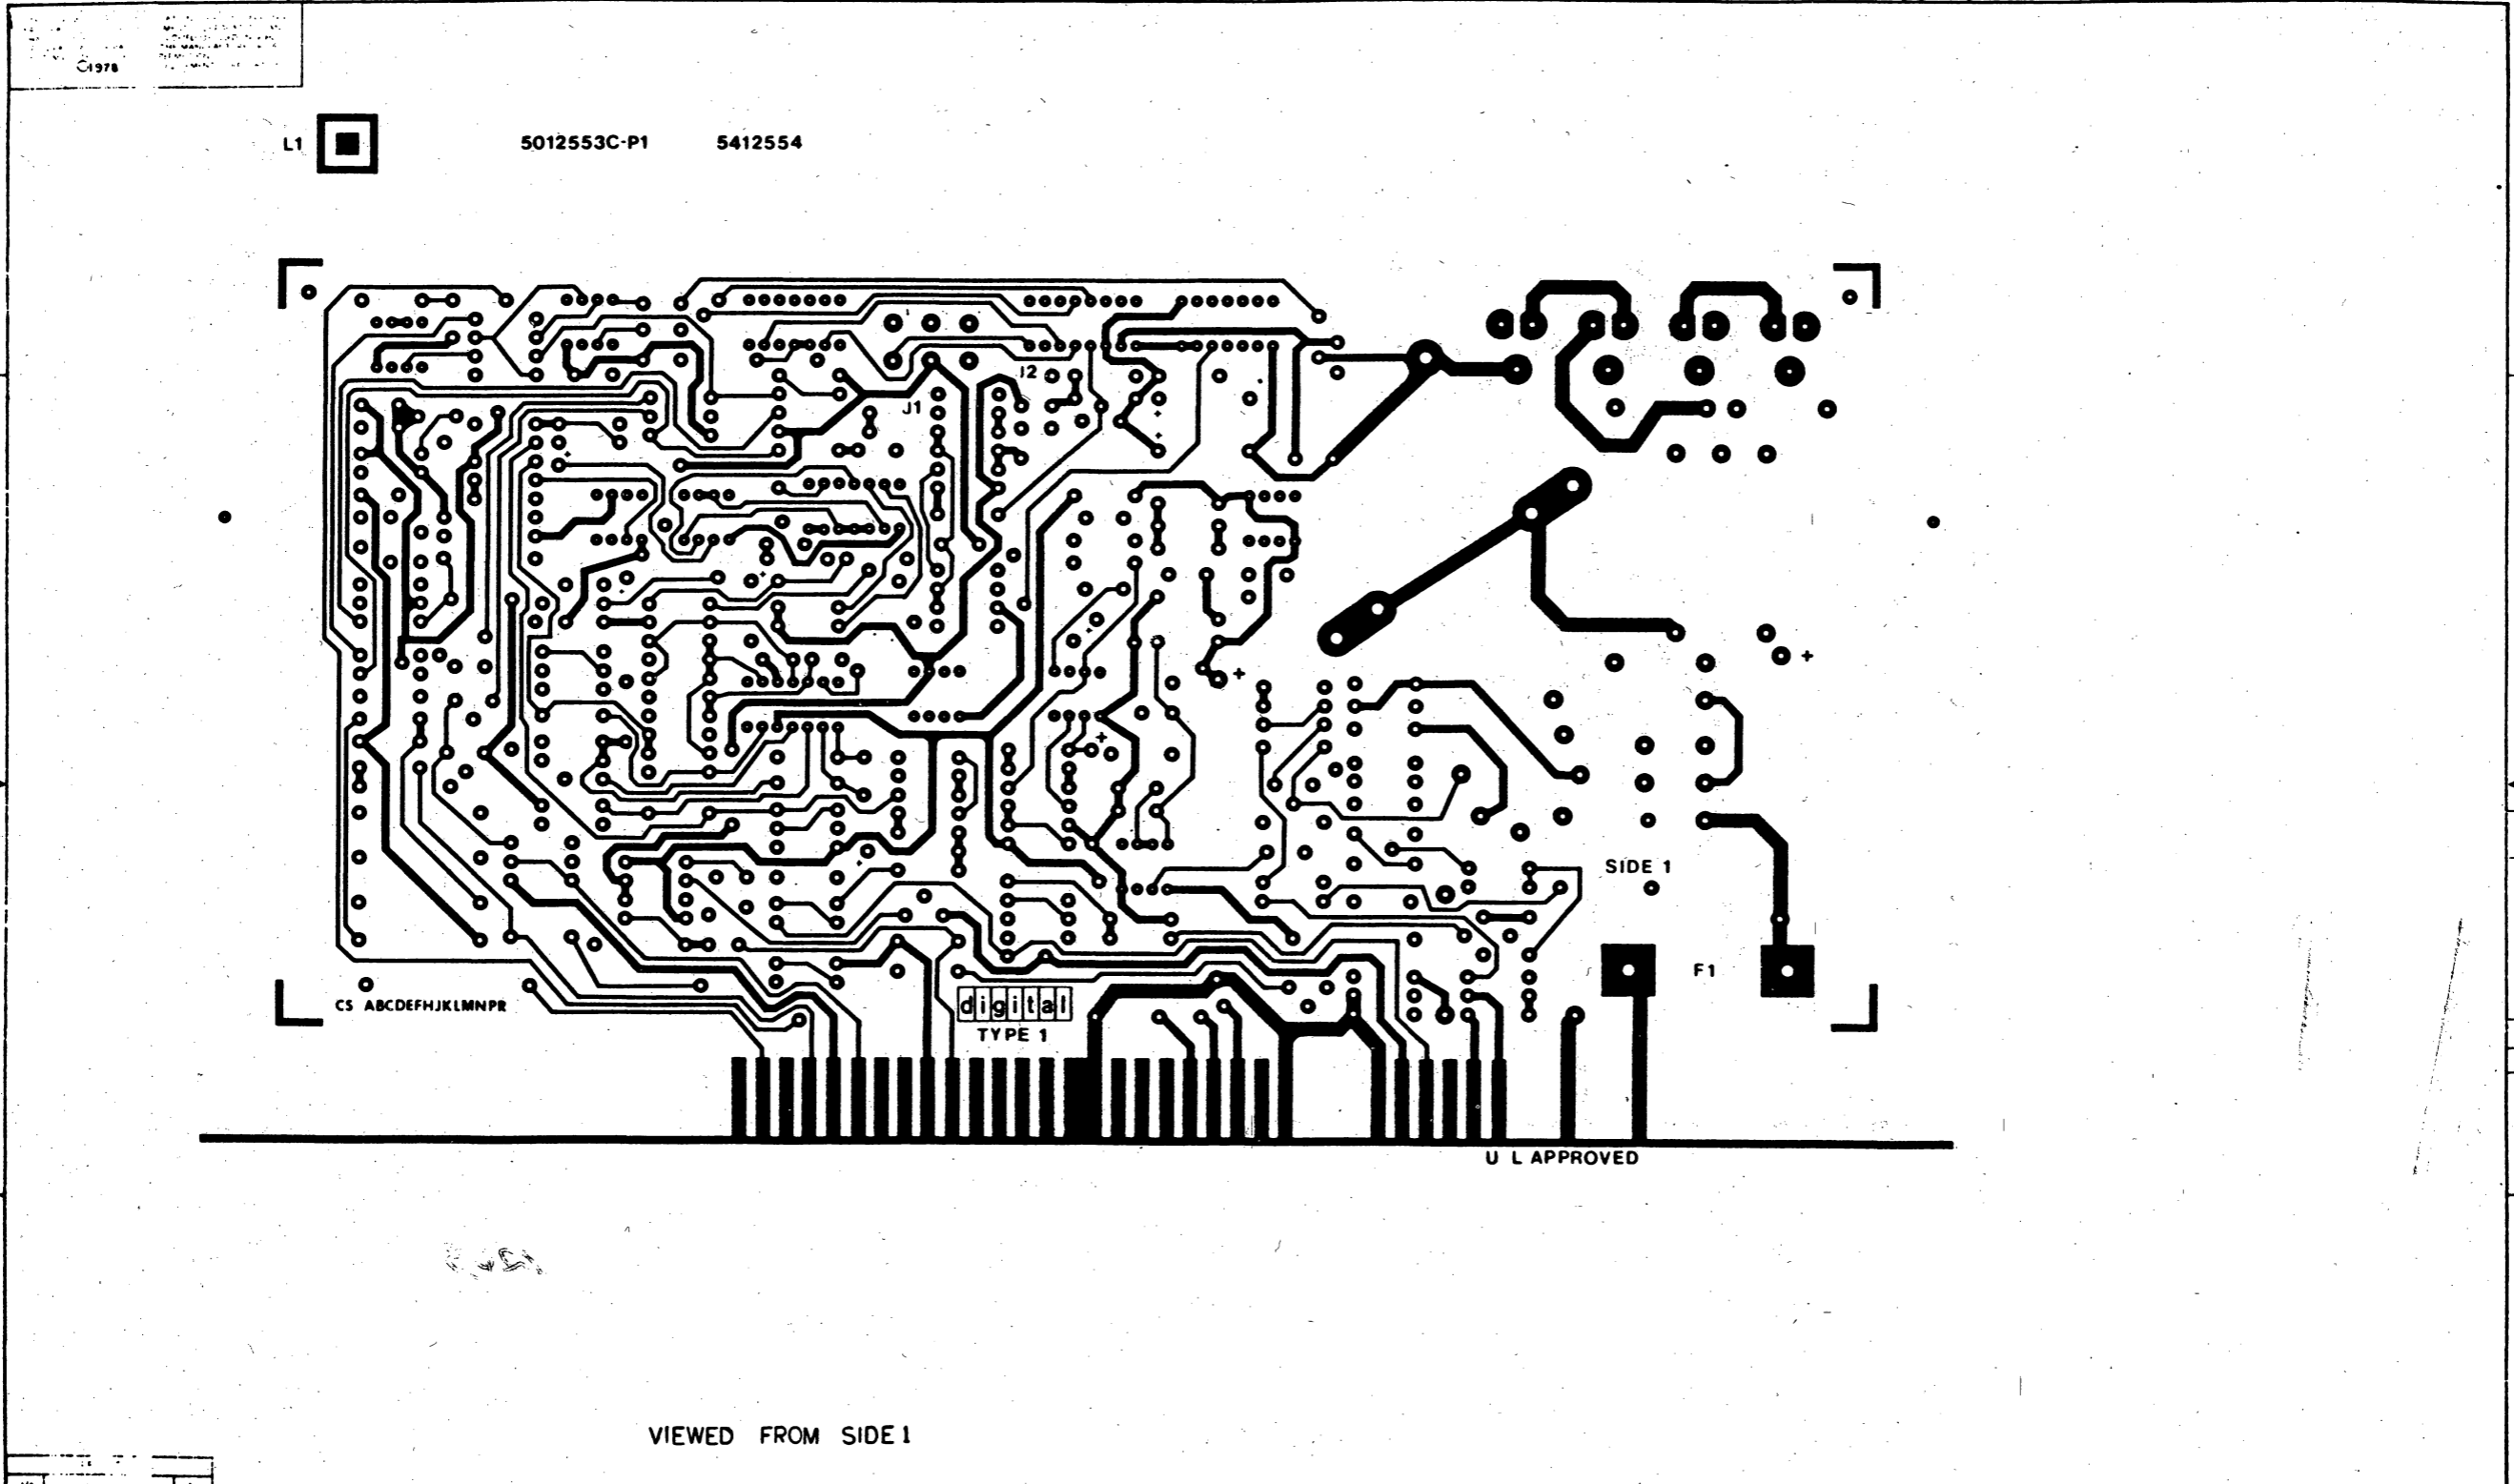 ©1978
L1 5012553C-P1 5412554
J2
J1
SIDE 1
F1
CS ABCDEFHJKLMNPR
digital
TYPE 1
U L APPROVED
VIEWED FROM SIDE 1